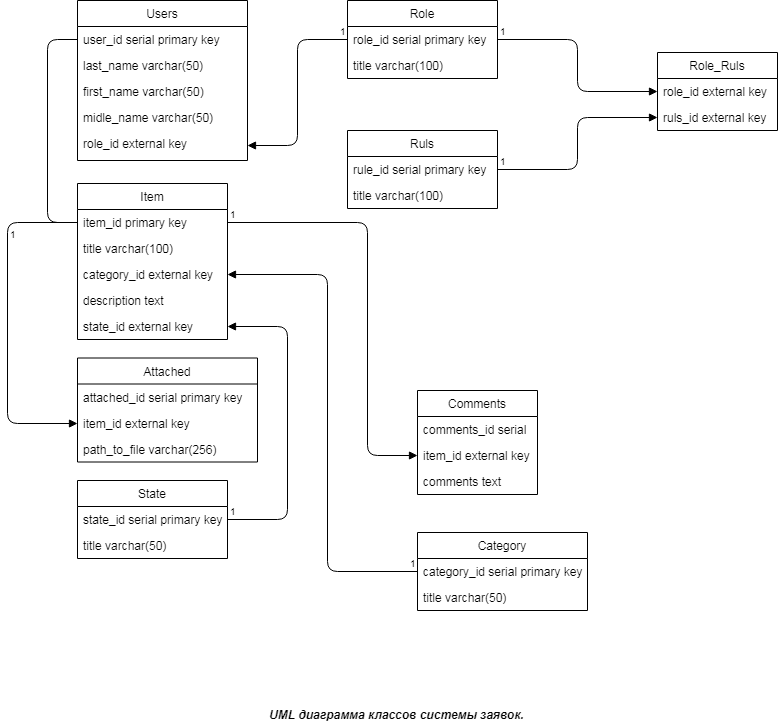 Users
user_id serial primary key
last_name varchar(50)
first_name varchar(50)
midle_name varchar(50)
role_id external key
Role
role_id serial primary key
title varchar(100)
1
1
Role_Ruls
role_id external key
ruls_id external key
Ruls
rule_id serial primary key
title varchar(100)
1
Item
item_id primary key
title varchar(100)
category_id external key
description text
state_id external key
1
1
Attached
attached_id serial primary key
item_id external key
path_to_file varchar(256)
State
state_id serial primary key
title varchar(50)
1
Comments
comments_id serial
item_id external key
comments text
Category
category_id serial primary key
title varchar(50)
1
UML диаграмма классов системы заявок.